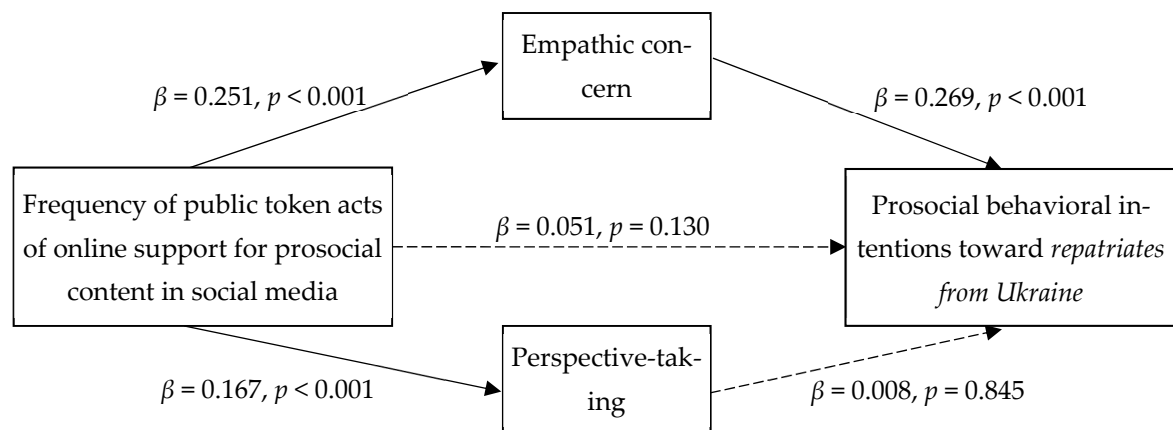 Empathic con-
cern
β = 0.251, p < 0.001
β = 0.269, p < 0.001
Frequency of public token acts
of online support for prosocial
content in social media
β = 0.051, p = 0.130
Prosocial behavioral in-
tentions toward repatriates
from Ukraine
Perspective-tak-
ing
β = 0.167, p < 0.001
β = 0.008, p = 0.845